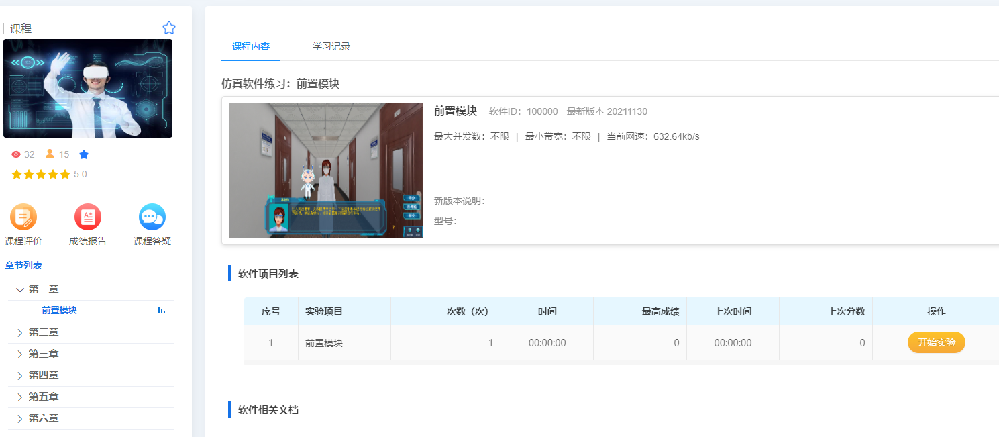 课程
32 15
5.0
课程评价 成绩报告 课程答疑
章节列表
第一章
前置模块
第二章
第三章
第四章
第五章
第六章
课程内容 学习记录
仿真软件练习：前置模块
前置模块 软件ID：100000 最新版本 20211130
最大并发数：不限 | 最小带宽：不限 | 当前网速：632.64kb/s
新版本说明：
型号：
软件项目列表
序号 实验项目 次数（次） 时间 最高成绩 上次时间 上次分数 操作
1 前置模块 1 00:00:00 0 00:00:00 0 开始实验
软件相关文档